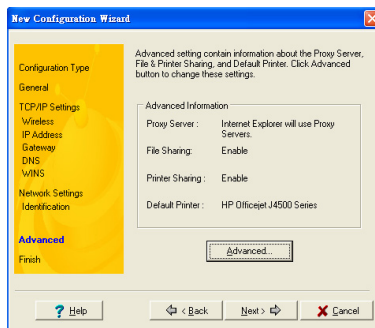 New Configuration Wizard
Configuration Type
General
TCP/IP Settings
Wireless
IP Address
Gateway
DNS
WINS
Network Settings
Identification
Advanced
Finish
Advanced setting contain information about the Proxy Server,
File & Printer Sharing, and Default Printer. Click Advanced
button to change these settings.
Advanced Information
Proxy Server : Internet Explorer will use Proxy
Servers.
File Sharing: Enable
Printer Sharing : Enable
Default Printer : HP Officejet J4500 Series
Advanced...
? Help
< Back
Next >
Cancel